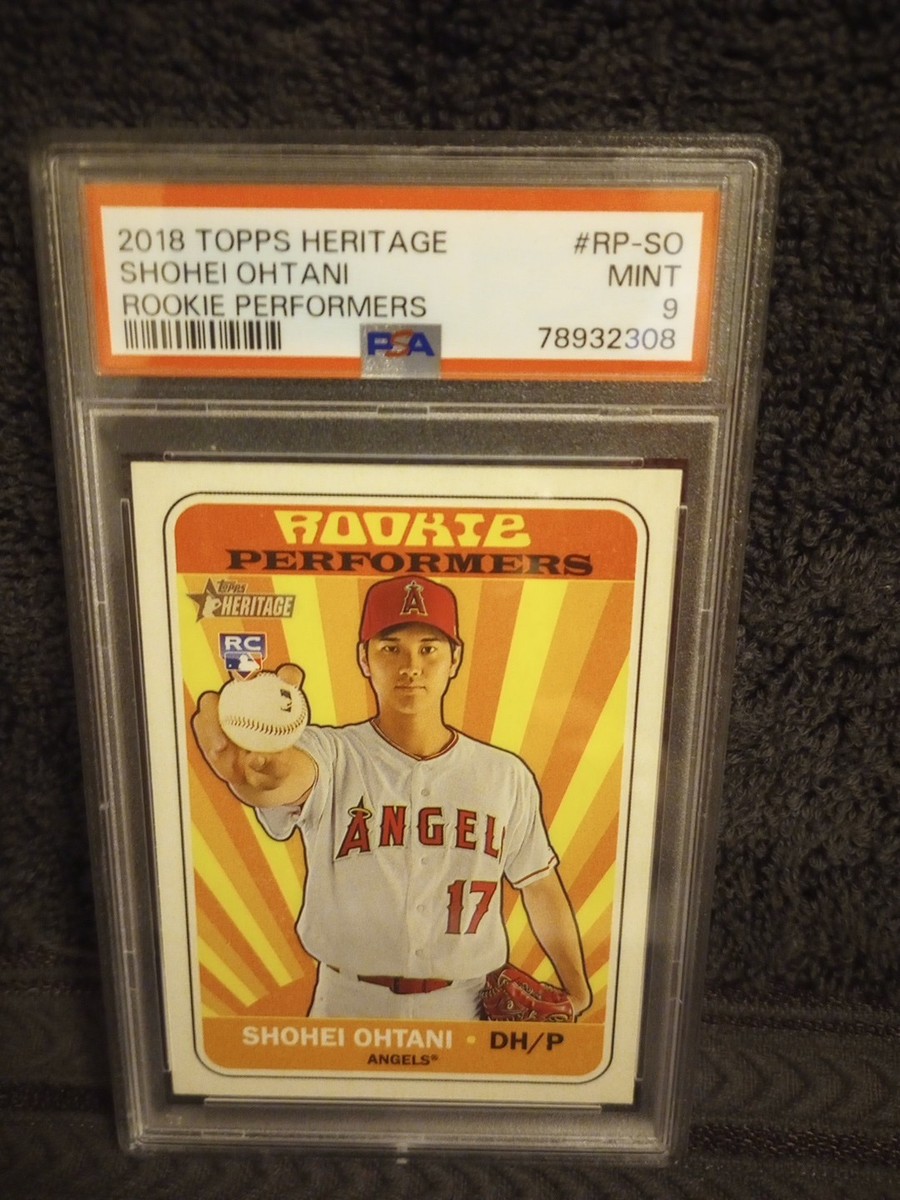 2018 TOPPS HERITAGE #RP-SO
SHOHEI OHTANI MINT
ROOKIE PERFORMERS 9
78932308
PSA
ROOKIE
PERFORMERS
TOPPS
HERITAGE
RC
A
ANGEL
17
SHOHEI OHTANI • DH/P
ANGELS®